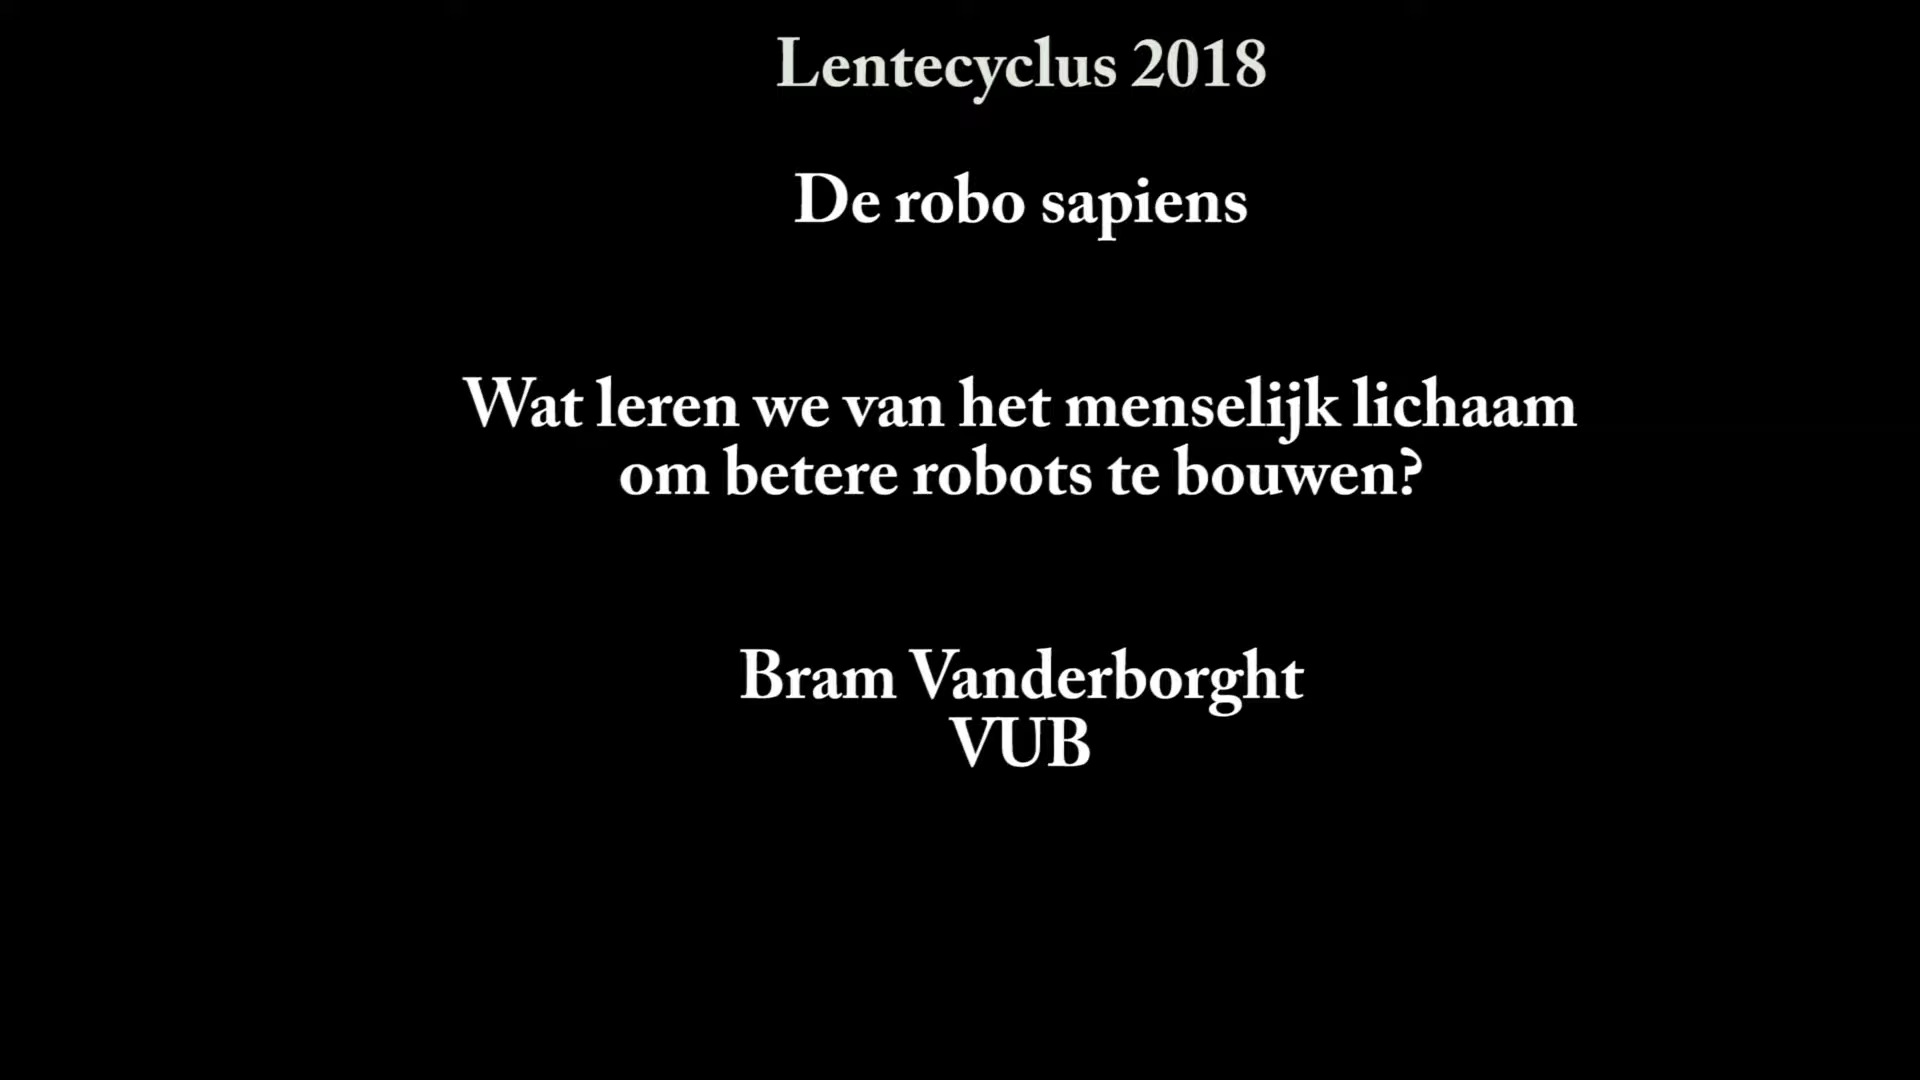 Lentecyclus 2018
De robo sapiens
Wat leren we van het menselijk lichaam
om betere robots te bouwen?
Bram Vanderborght
VUB